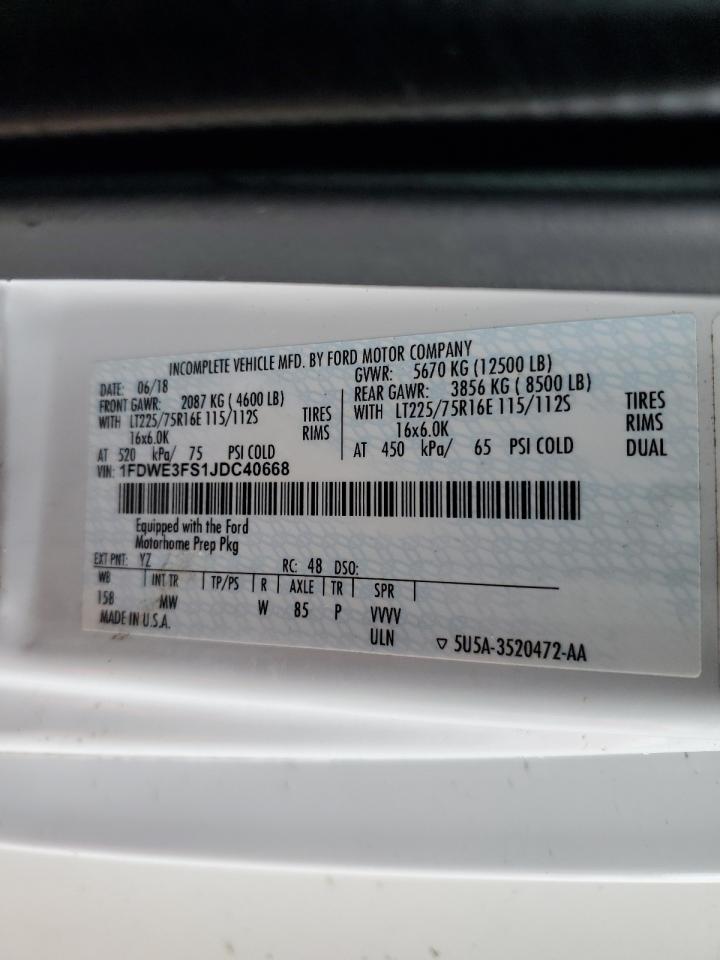 INCOMPLETE VEHICLE MFD. BY FORD MOTOR COMPANY
DATE: 06/18
GVWR: 5670 KG (12500 LB)
FRONT GAWR: 2087 KG ( 4600 LB)
REAR GAWR: 3856 KG ( 8500 LB)
WITH LT225/75R16E 115/112S TIRES
WITH LT225/75R16E 115/112S TIRES
16x6.0K RIMS
16x6.0K RIMS
AT 520 kPa/ 75 PSI COLD
AT 450 kPa/ 65 PSI COLD DUAL
VIN: 1FDWE3FS1JDC40668
Equipped with the Ford
Motorhome Prep Pkg
EXT PNT: YZ RC: 48 DSO:
WB INT TR TP/PS R AXLE TR SPR
158 MW W 85 P VVVV
MADE IN U.S.A. ULN
▽ 5U5A-3520472-AA